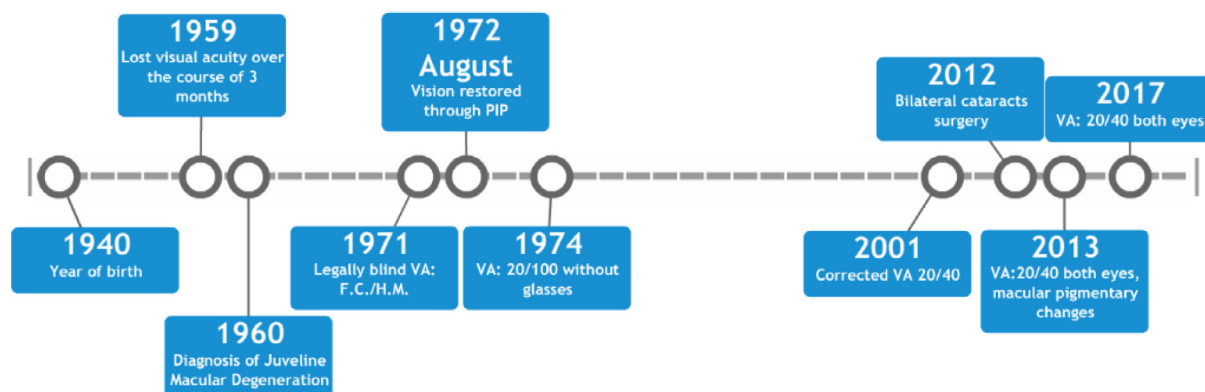 1940
Year of birth
1959
Lost visual acuity over
the course of 3
months
1960
Diagnosis of Juveline
Macular Degeneration
1971
Legally blind VA:
F.C./H.M.
1972
August
Vision restored
through PIP
1974
VA: 20/100 without
glasses
2001
Corrected VA 20/40
2012
Bilateral cataracts
surgery
2013
VA:20/40 both eyes,
macular pigmentary
changes
2017
VA: 20/40 both eyes